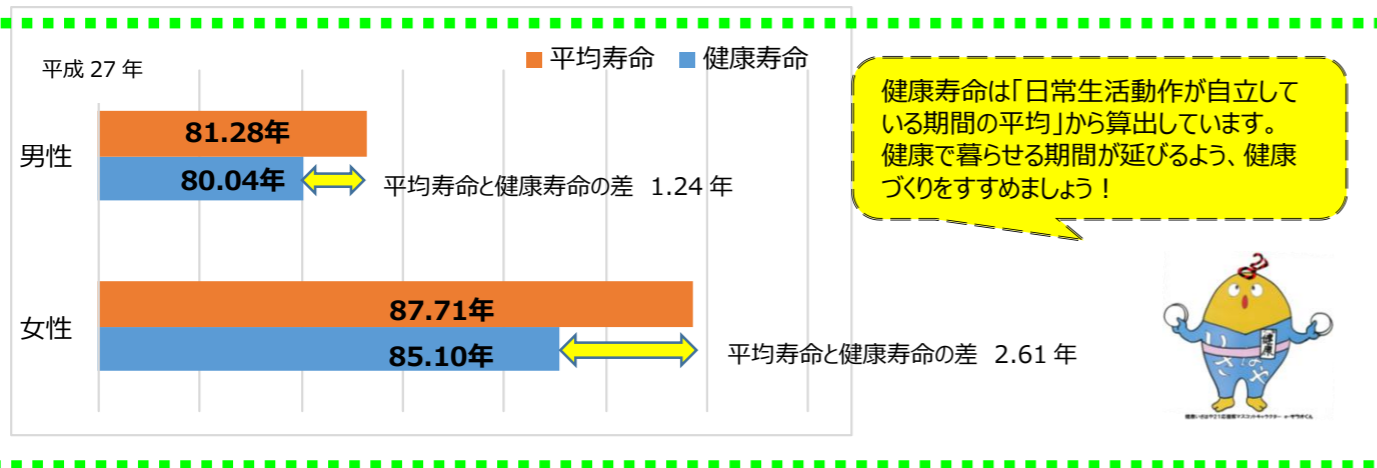 平成 27 年
平均寿命 健康寿命
男性
81.28年
80.04年
平均寿命と健康寿命の差 1.24 年
女性
87.71年
85.10年
平均寿命と健康寿命の差 2.61 年
健康寿命は「日常生活動作が自立して
いる期間の平均」から算出しています。
健康で暮らせる期間が延びるよう、健康
づくりをすすめましょう！
健康
いさはや